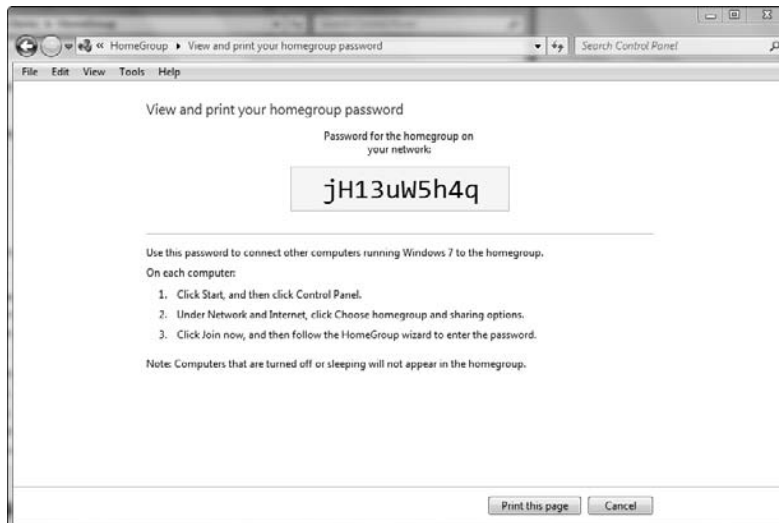 « HomeGroup ▸ View and print your homegroup password
Search Control Panel
File Edit View Tools Help
View and print your homegroup password
Password for the homegroup on
your network:
jH13uW5h4q
Use this password to connect other computers running Windows 7 to the homegroup.
On each computer:
1. Click Start, and then click Control Panel.
2. Under Network and Internet, click Choose homegroup and sharing options.
3. Click Join now, and then follow the HomeGroup wizard to enter the password.
Note: Computers that are turned off or sleeping will not appear in the homegroup.
Print this page Cancel